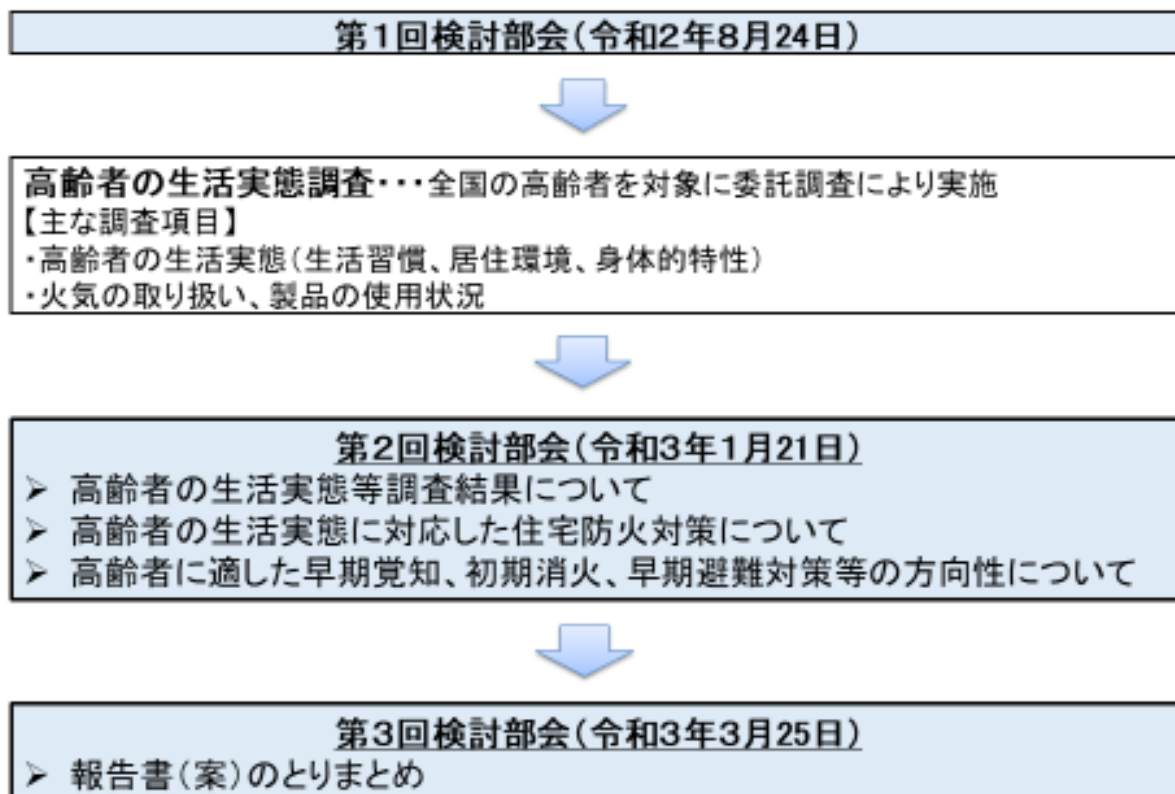 第1回検討部会(令和2年8月24日)
高齢者の生活実態調査・・・全国の高齢者を対象に委託調査により実施
【主な調査項目】
・高齢者の生活実態(生活習慣、居住環境、身体的特性)
・火気の取り扱い、製品の使用状況
第2回検討部会(令和3年1月21日)
➢ 高齢者の生活実態等調査結果について
➢ 高齢者の生活実態に対応した住宅防火対策について
➢ 高齢者に適した早期覚知、初期消火、早期避難対策等の方向性について
第3回検討部会(令和3年3月25日)
➢ 報告書(案)のとりまとめ